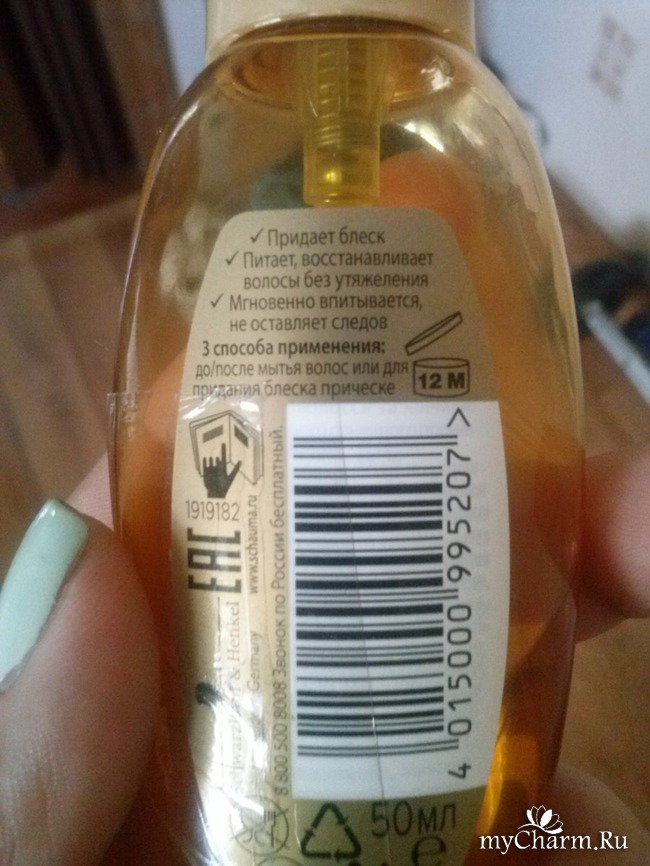 ✓ Придает блеск
✓ Питает, восстанавливает
волосы без утяжеления
✓ Мгновенно впитывается,
не оставляет следов
3 способа применения:
до/после мытья волос или для
придания блеска прическе
12 M
1919182
EAC
www.schauma.ru
& Henkel
Germany
8 800 500 8008 Звонок по России бесплатный.
4 015000 995207 >
50мл
e
myCharm.Ru